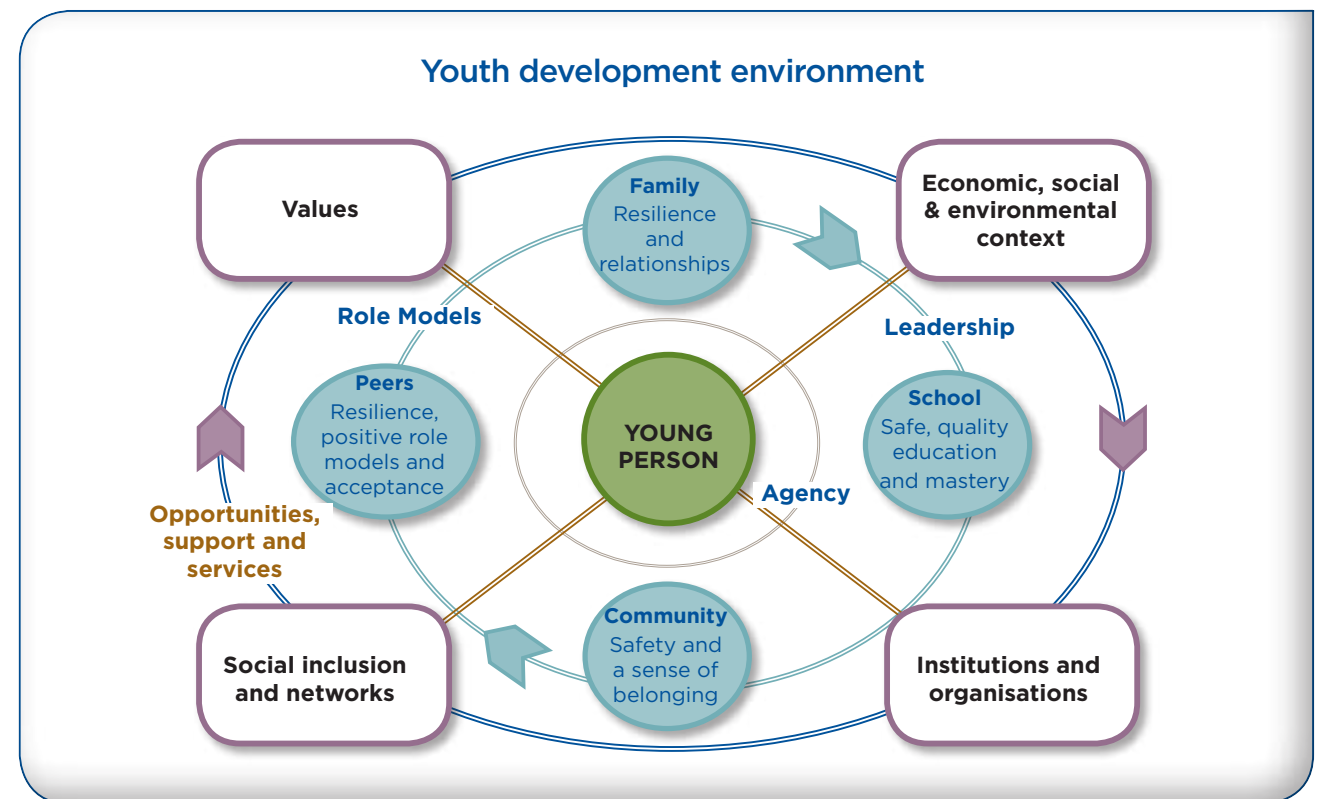 Youth development environment
Values
Family
Resilience
and
relationships
Economic, social
& environmental
context
Role Models
Leadership
Peers
Resilience,
positive role
models and
acceptance
YOUNG
PERSON
School
Safe, quality
education
and mastery
Agency
Opportunities,
support and
services
Social inclusion
and networks
Community
Safety and
a sense of
belonging
Institutions and
organisations